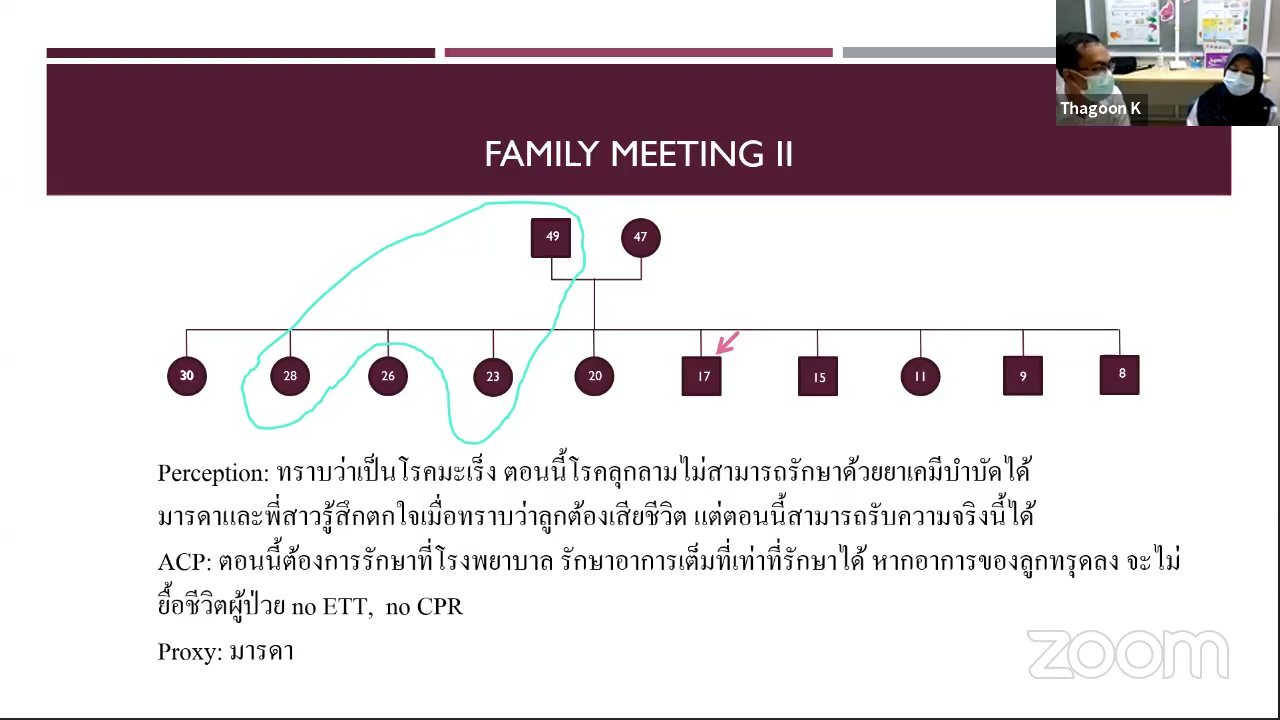 Thagoon K
FAMILY MEETING II
49 47
30 28 26 23 20 17 15 11 9 8
Perception: ทราบว่าเป็นโรคมะเร็ง ตอนนี้โรคลุกลามไม่สามารถรักษาด้วยยาเคมีบำบัดได้
มารดาและพี่สาวรู้สึกตกใจเมื่อทราบว่าลูกต้องเสียชีวิต แต่ตอนนี้สามารถรับความจริงนี้ได้
ACP: ตอนนี้ต้องการรักษาที่โรงพยาบาล รักษาอาการเต็มที่เท่าที่รักษาได้ หากอาการของลูกทรุดลง จะไม่
ยื้อชีวิตผู้ป่วย no ETT, no CPR
Proxy: มารดา
zoom